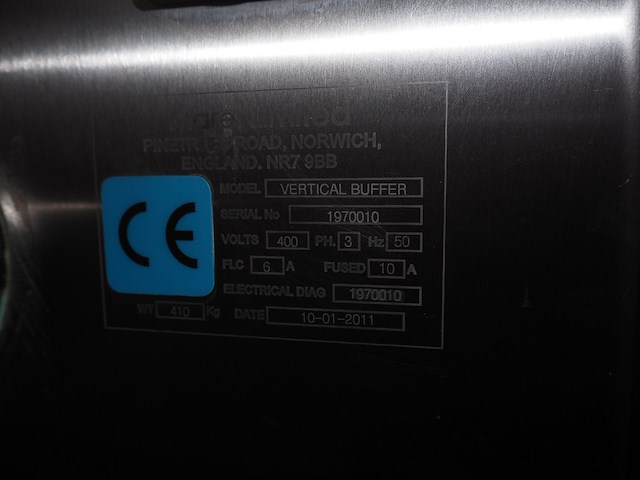 Limited
ROAD, NORWICH,
ENGLAND. NR7 9BB
MODEL VERTICAL BUFFER
SERIAL No 1970010
VOLTS 400 PH. 3 Hz 50
FLC 6 A FUSED 10 A
ELECTRICAL DIAG 1970010
WT 410 Kg DATE 10-01-2011
CE